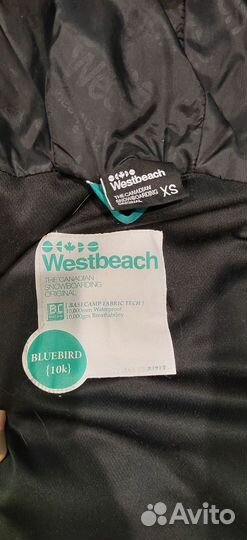 Westbeach
THE CANADIAN
SNOWBOARDING
ORIGINAL
XS
Westbeach
THE CANADIAN
SNOWBOARDING
ORIGINAL
BC
[BASECAMP FABRIC TECH]
10,000mm Waterproof
10,000gm Breathability
BLUEBIRD
{10k}
Avito